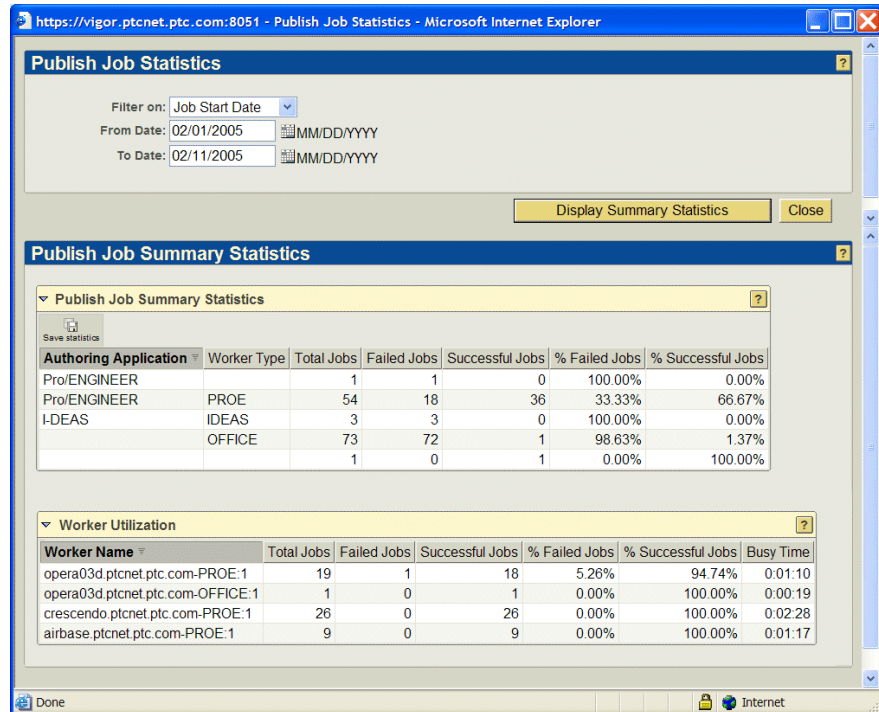 https://vigor.ptcnet.ptc.com:8051 - Publish Job Statistics - Microsoft Internet Explorer
Publish Job Statistics ?
Filter on: Job Start Date
From Date: 02/01/2005 MM/DD/YYYY
To Date: 02/11/2005 MM/DD/YYYY
Display Summary Statistics Close
Publish Job Summary Statistics ?
Publish Job Summary Statistics ?
Save statistics
Authoring Application Worker Type Total Jobs Failed Jobs Successful Jobs % Failed Jobs % Successful Jobs
Pro/ENGINEER 1 1 0 100.00% 0.00%
Pro/ENGINEER PROE 54 18 36 33.33% 66.67%
I-DEAS IDEAS 3 3 0 100.00% 0.00%
OFFICE 73 72 1 98.63% 1.37%
1 0 1 0.00% 100.00%
Worker Utilization ?
Worker Name Total Jobs Failed Jobs Successful Jobs % Failed Jobs % Successful Jobs Busy Time
opera03d.ptcnet.ptc.com-PROE:1 19 1 18 5.26% 94.74% 0:01:10
opera03d.ptcnet.ptc.com-OFFICE:1 1 0 1 0.00% 100.00% 0:00:19
crescendo.ptcnet.ptc.com-PROE:1 26 0 26 0.00% 100.00% 0:02:28
airbase.ptcnet.ptc.com-PROE:1 9 0 9 0.00% 100.00% 0:01:17
Done Internet